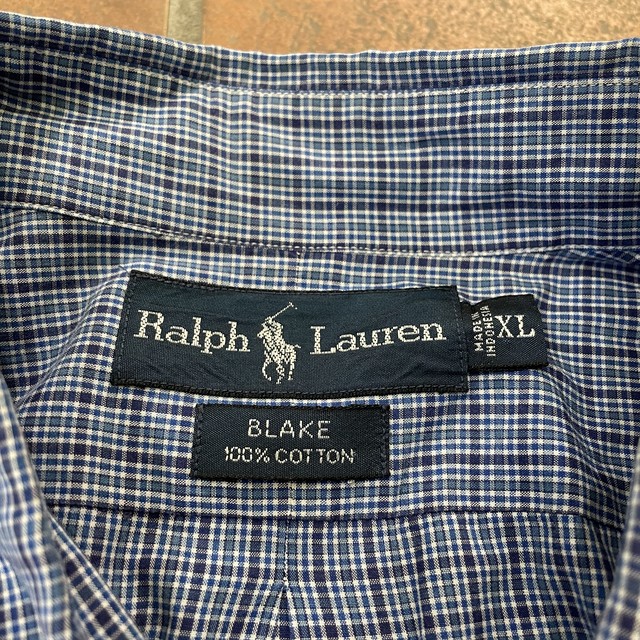 Ralph Lauren
MADE IN
INDONESIA
XL
BLAKE
100% COTTON